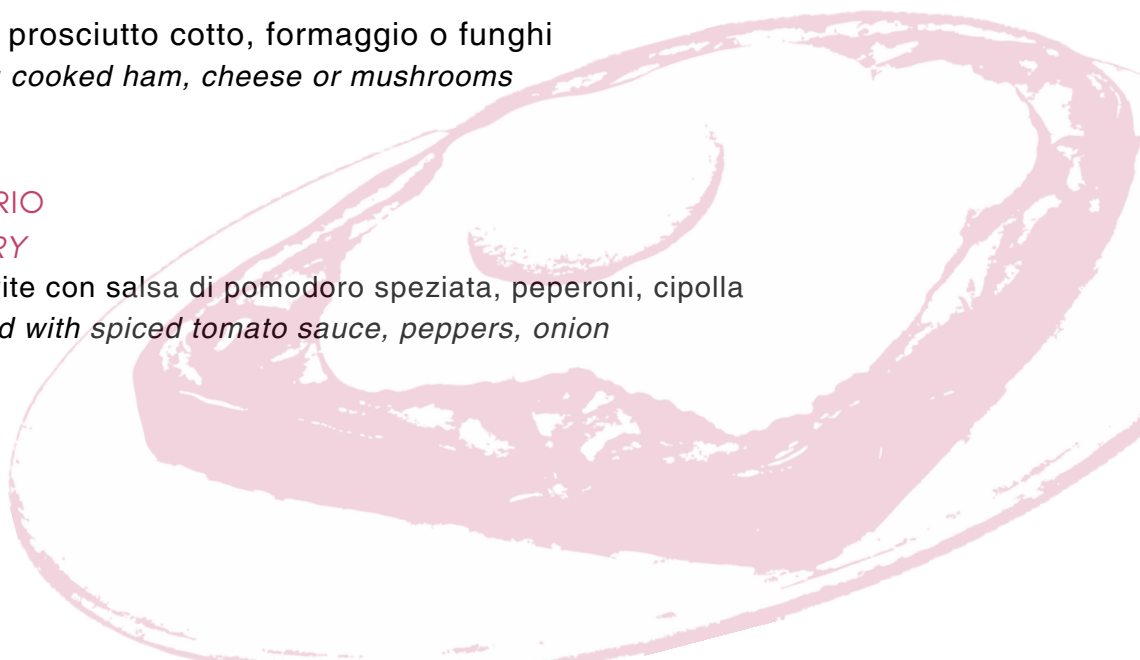 prosciutto cotto, formaggio o funghi
cooked ham, cheese or mushrooms
RIO
RY
ite con salsa di pomodoro speziata, peperoni, cipolla
d with spiced tomato sauce, peppers, onion